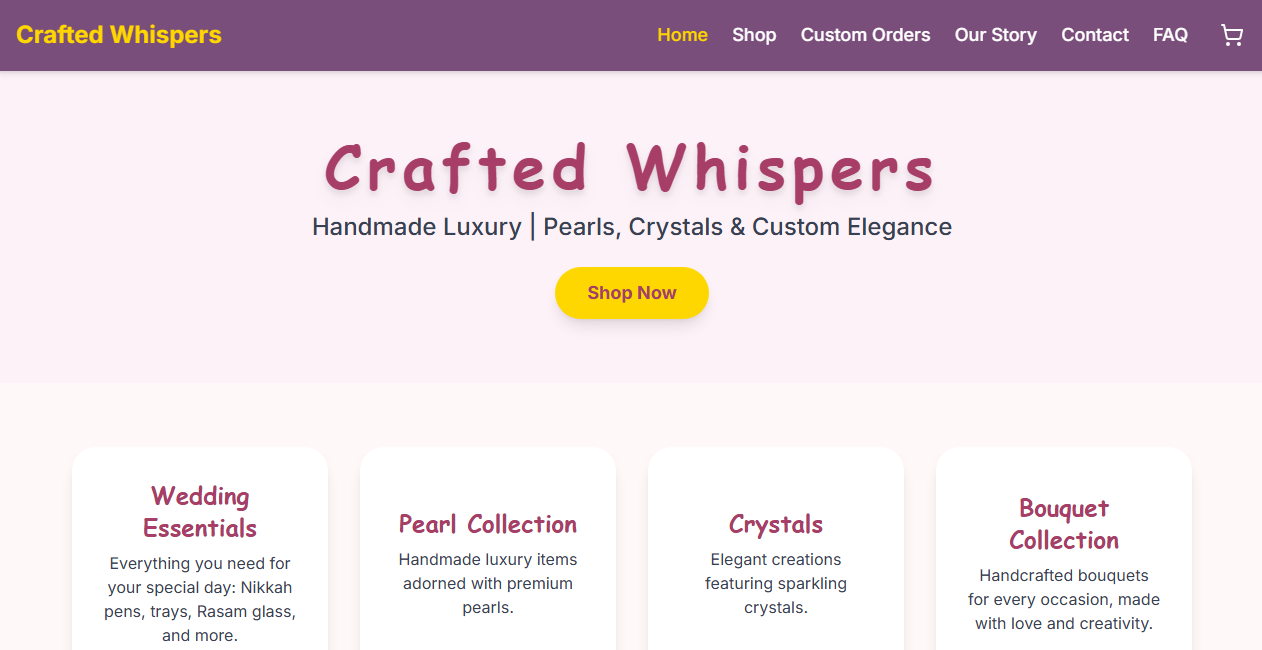 Crafted Whispers
Home Shop Custom Orders Our Story Contact FAQ
Crafted Whispers
Handmade Luxury | Pearls, Crystals & Custom Elegance
Shop Now
Wedding
Essentials
Everything you need for
your special day: Nikkah
pens, trays, Rasam glass,
and more.
Pearl Collection
Handmade luxury items
adorned with premium
pearls.
Crystals
Elegant creations
featuring sparkling
crystals.
Bouquet
Collection
Handcrafted bouquets
for every occasion, made
with love and creativity.